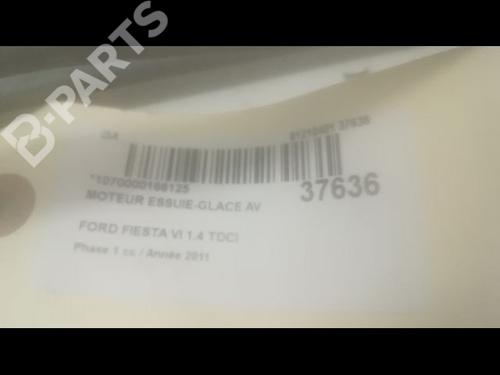 B-PARTS
*1070000166125
37636
MOTEUR ESSUIE-GLACE AV
FORD FIESTA VI 1.4 TDCI
Phase 1 cc / Année 2011